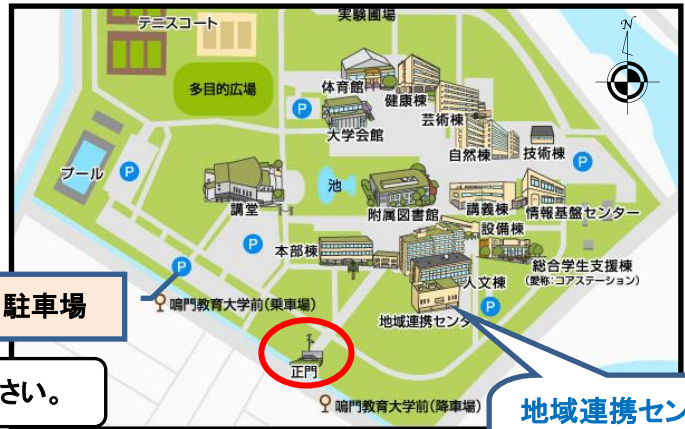 テニスコート
実験圃場
N
多目的広場
体育館
健康棟
P
芸術棟
大学会館
自然棟
技術棟
P
プール
P
池
講堂
附属図書館
講義棟
情報基盤センター
設備棟
P
本部棟
総合学生支援棟
(愛称:コアステーション)
人文棟
P
駐車場
鳴門教育大学前(乗車場)
P
地域連携センタ
正門
さい。
鳴門教育大学前(降車場)
地域連携セン